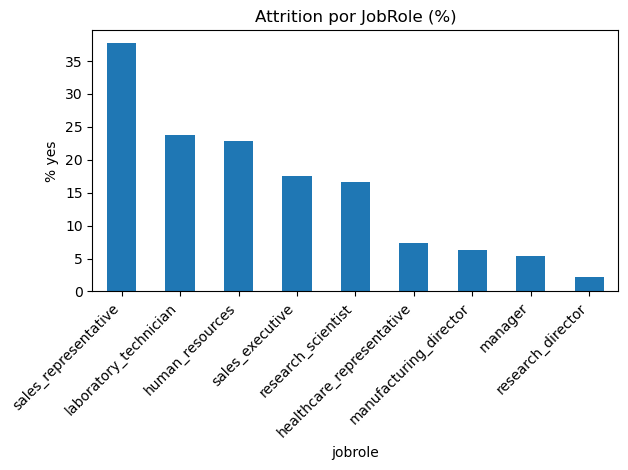 Attrition por JobRole (%)
% yes
35
30
25
20
15
10
5
0
sales_representative
laboratory_technician
human_resources
sales_executive
research_scientist
healthcare_representative
manufacturing_director
manager
research_director
jobrole